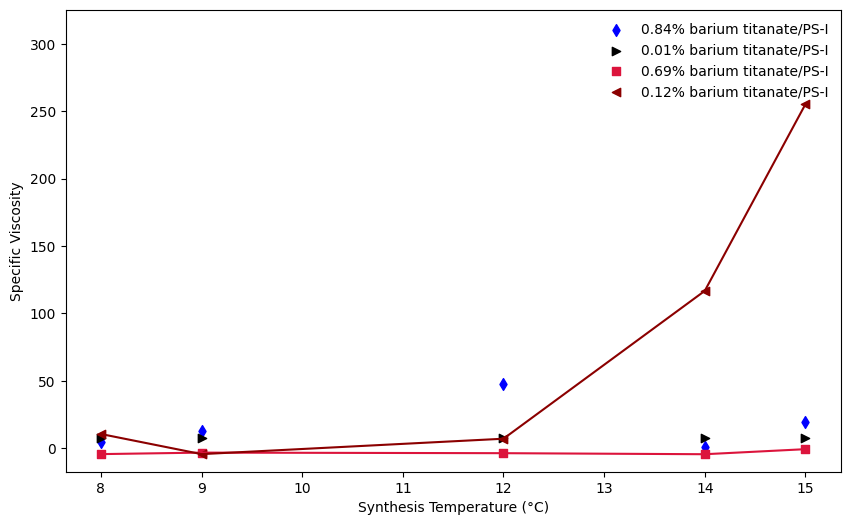 0.84% barium titanate/PS-I
0.01% barium titanate/PS-I
0.69% barium titanate/PS-I
0.12% barium titanate/PS-I
Specific Viscosity
300
250
200
150
100
50
0
8 9 10 11 12 13 14 15
Synthesis Temperature (°C)